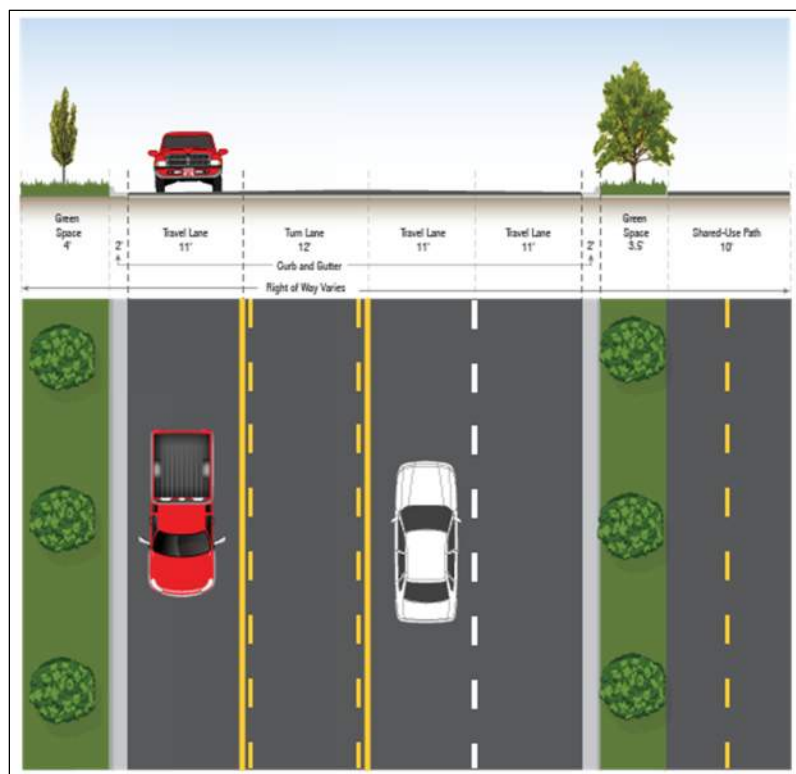 Green
Space
4'
2'
Travel Lane
11'
Turn Lane
12'
Travel Lane
11'
Travel Lane
11'
2'
Green
Space
3.5'
Shared-Use Path
10'
Curb and Gutter
Right of Way Varies